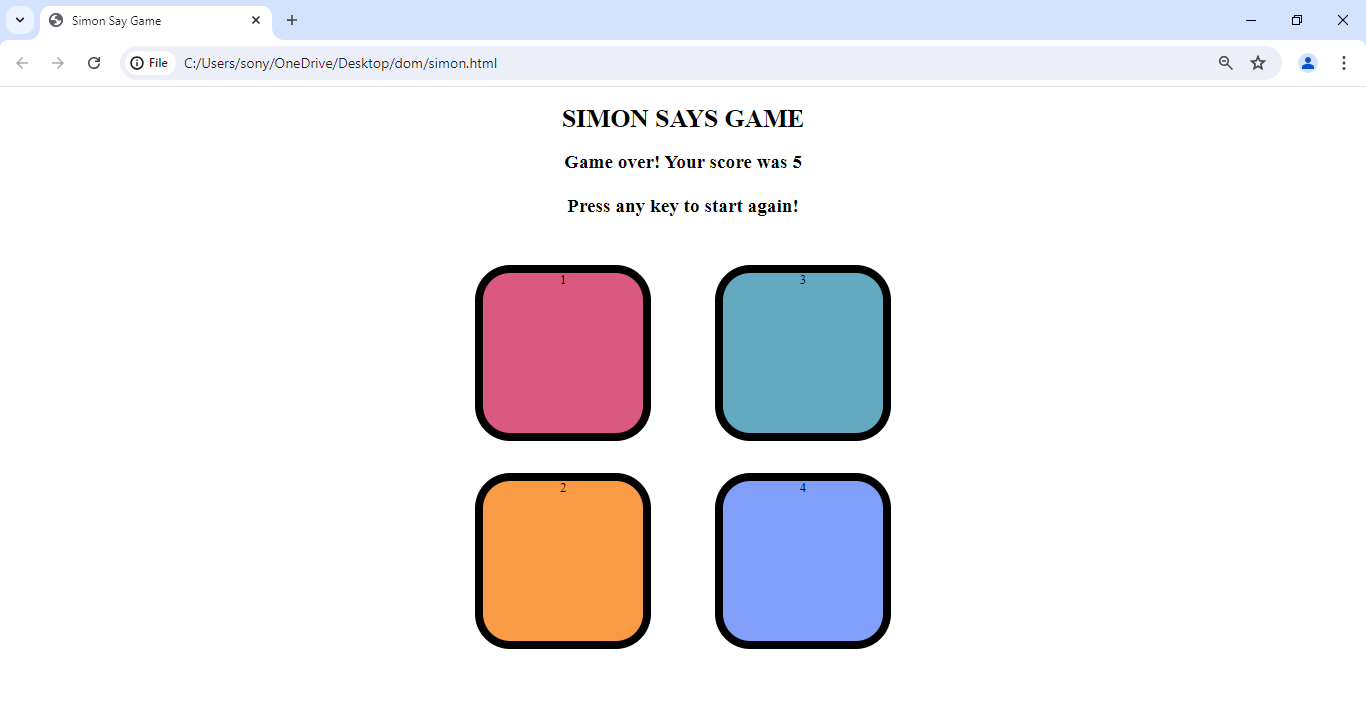 Simon Say Game
File
C:/Users/sony/OneDrive/Desktop/dom/simon.html
SIMON SAYS GAME
Game over! Your score was 5
Press any key to start again!
1
3
2
4